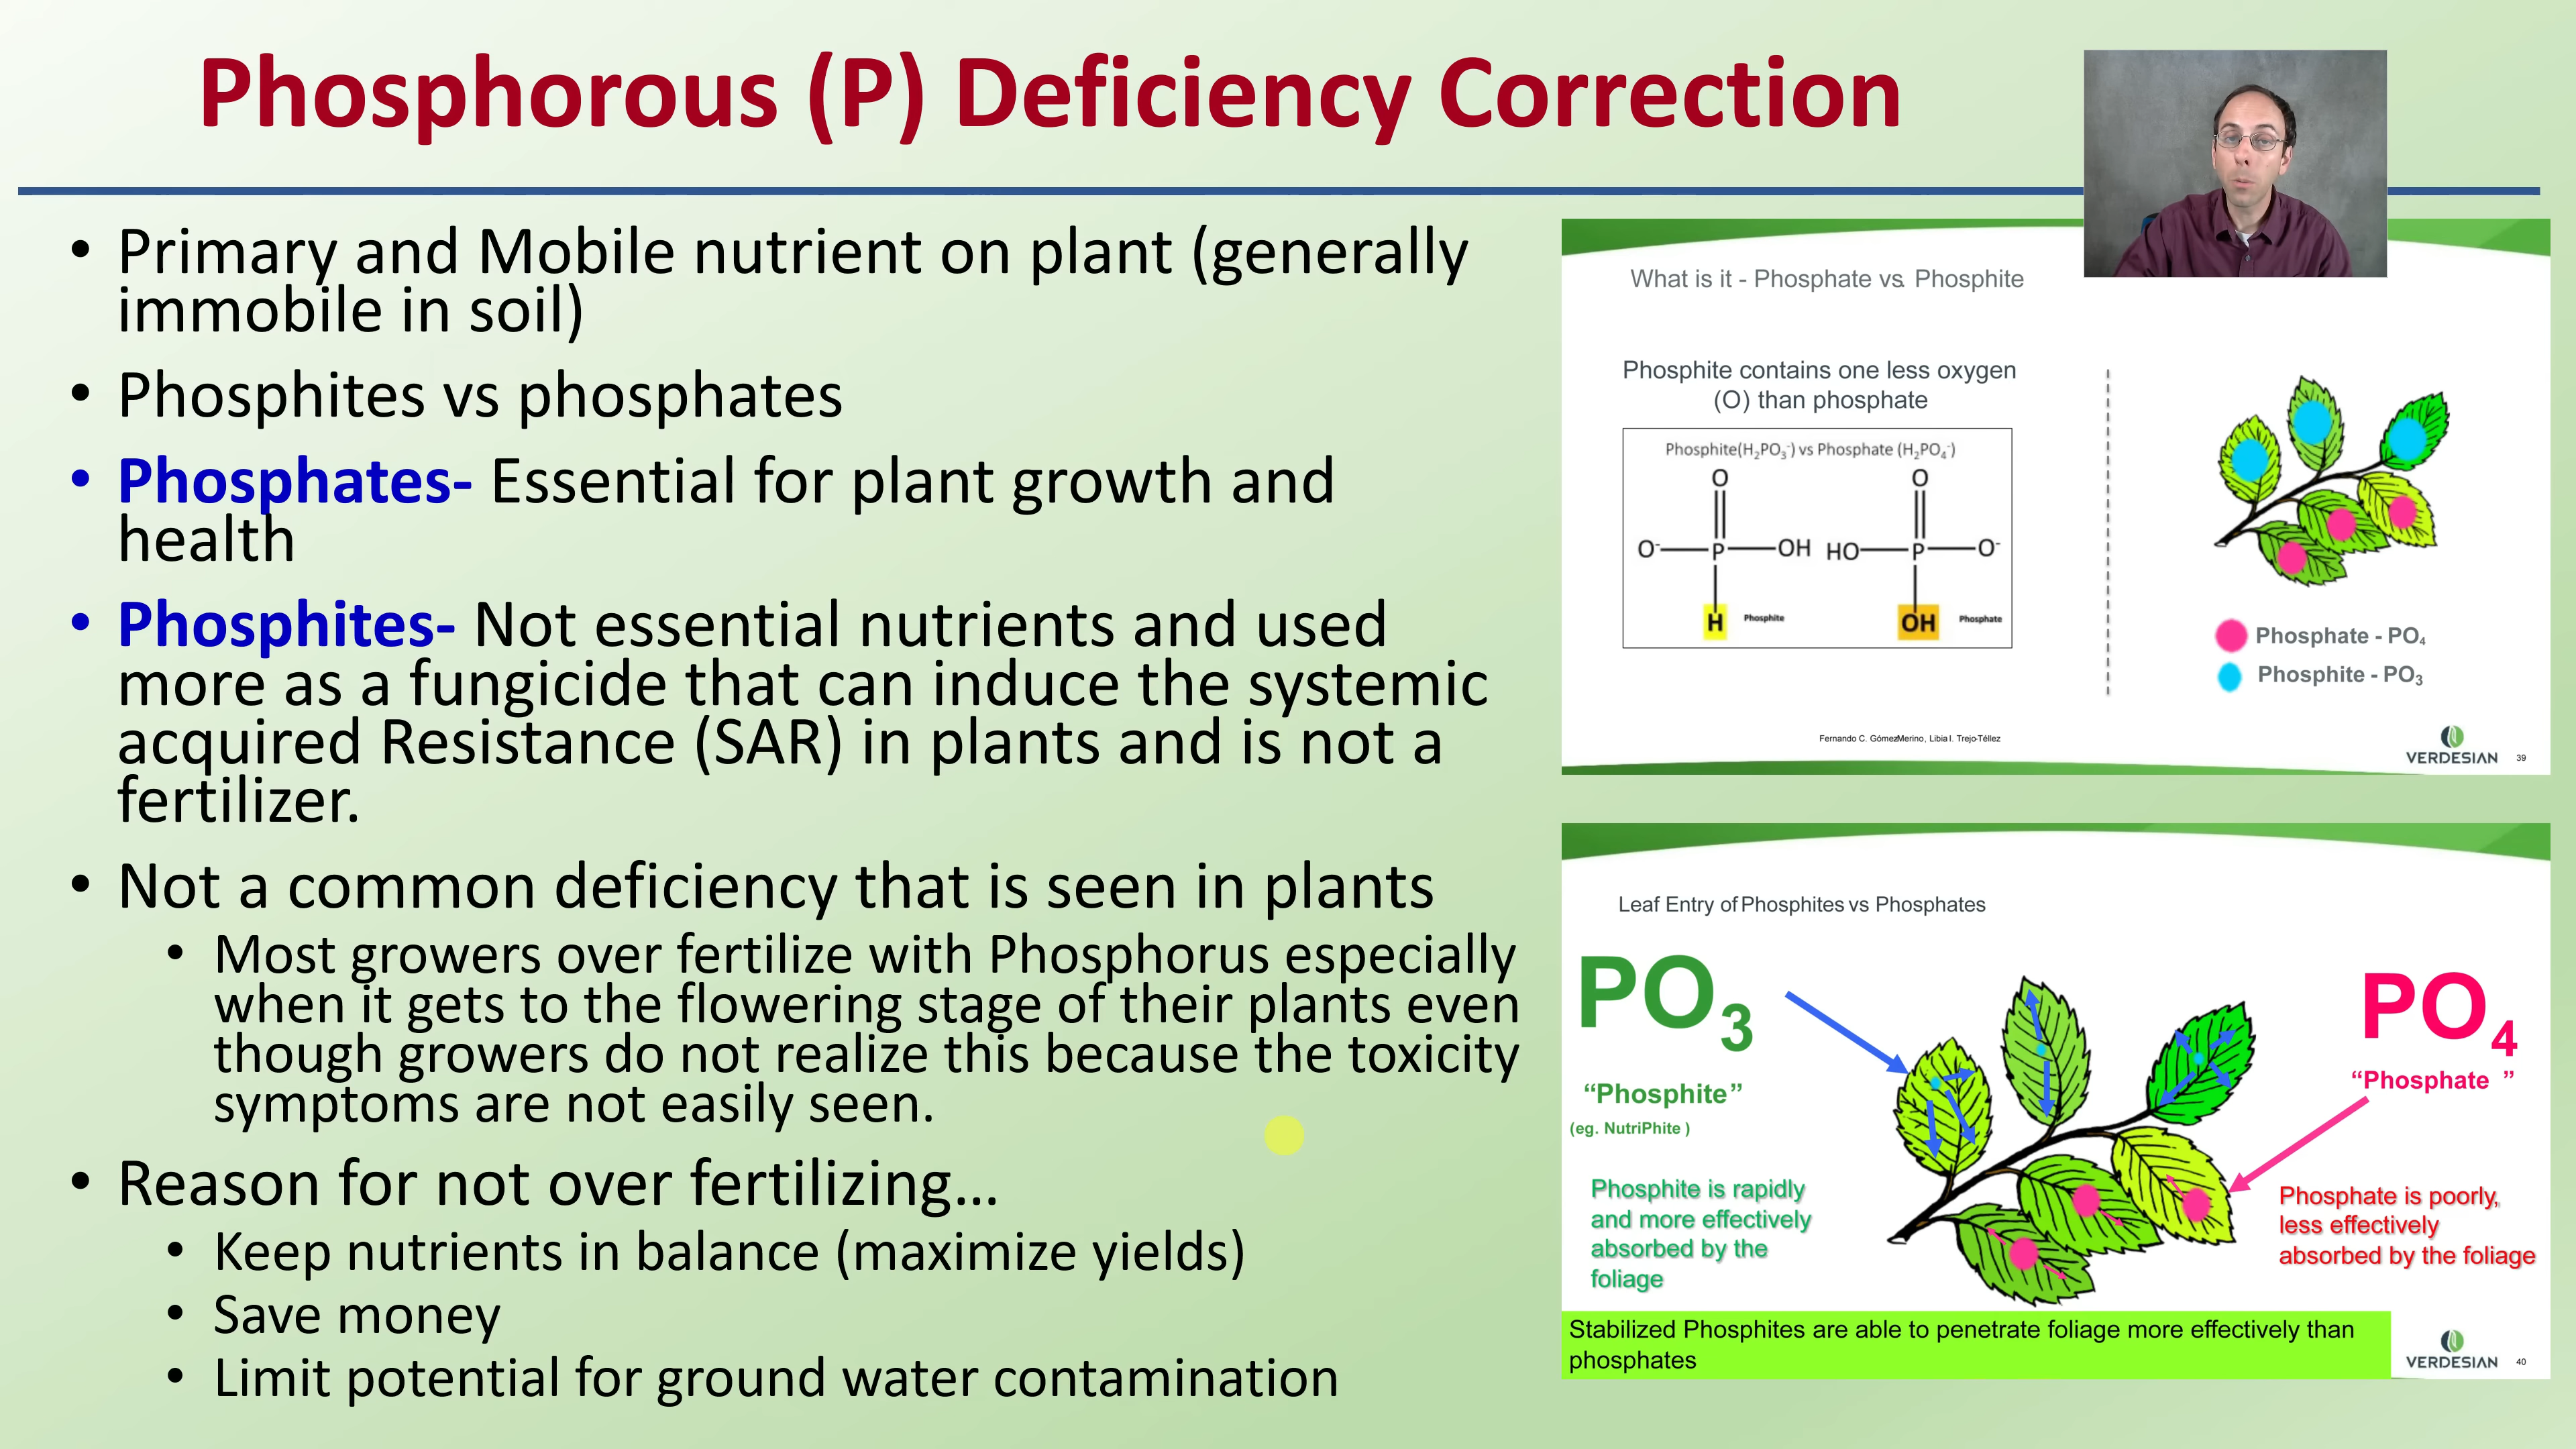 Phosphorous (P) Deficiency Correction
• Primary and Mobile nutrient on plant (generally
immobile in soil)
• Phosphites vs phosphates
• Phosphates- Essential for plant growth and
health
• Phosphites- Not essential nutrients and used
more as a fungicide that can induce the systemic
acquired Resistance (SAR) in plants and is not a
fertilizer.
• Not a common deficiency that is seen in plants
• Most growers over fertilize with Phosphorus especially
when it gets to the flowering stage of their plants even
though growers do not realize this because the toxicity
symptoms are not easily seen.
• Reason for not over fertilizing...
• Keep nutrients in balance (maximize yields)
• Save money
• Limit potential for ground water contamination
What is it - Phosphate vs. Phosphite
Phosphite contains one less oxygen
(O) than phosphate
Phosphite(H₂PO₃⁻) vs Phosphate (H₂PO₄⁻)
O O
O⁻ P OH HO P O⁻
H Phosphite OH Phosphate
Phosphate - PO₄
Phosphite - PO₃
Fernando C. GómezMerino, Libia I. Trejo-Téllez
VERDESIAN 39
Leaf Entry of Phosphites vs Phosphates
PO₃
“Phosphite”
(eg. NutriPhite )
Phosphite is rapidly
and more effectively
absorbed by the
foliage
PO₄
“Phosphate ”
Phosphate is poorly,
less effectively
absorbed by the foliage
Stabilized Phosphites are able to penetrate foliage more effectively than
phosphates
VERDESIAN 40